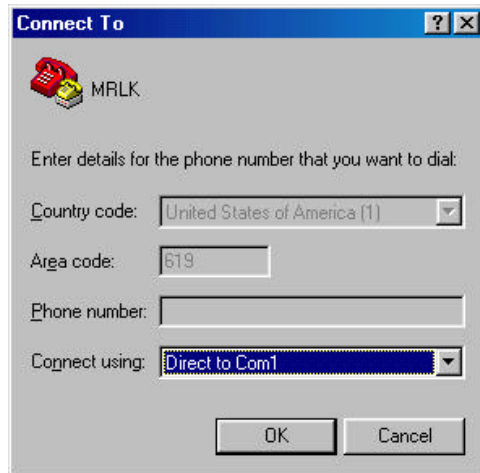 Connect To
MRLK
Enter details for the phone number that you want to dial:
Country code: United States of America (1)
Area code: 619
Phone number:
Connect using: Direct to Com1
OK Cancel